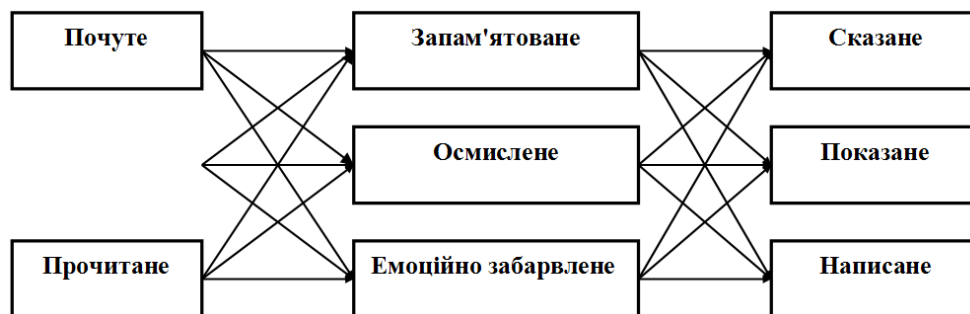 Почуте
Запам'ятоване
Сказане
Осмислене
Показане
Прочитане
Емоційно забарвлене
Написане